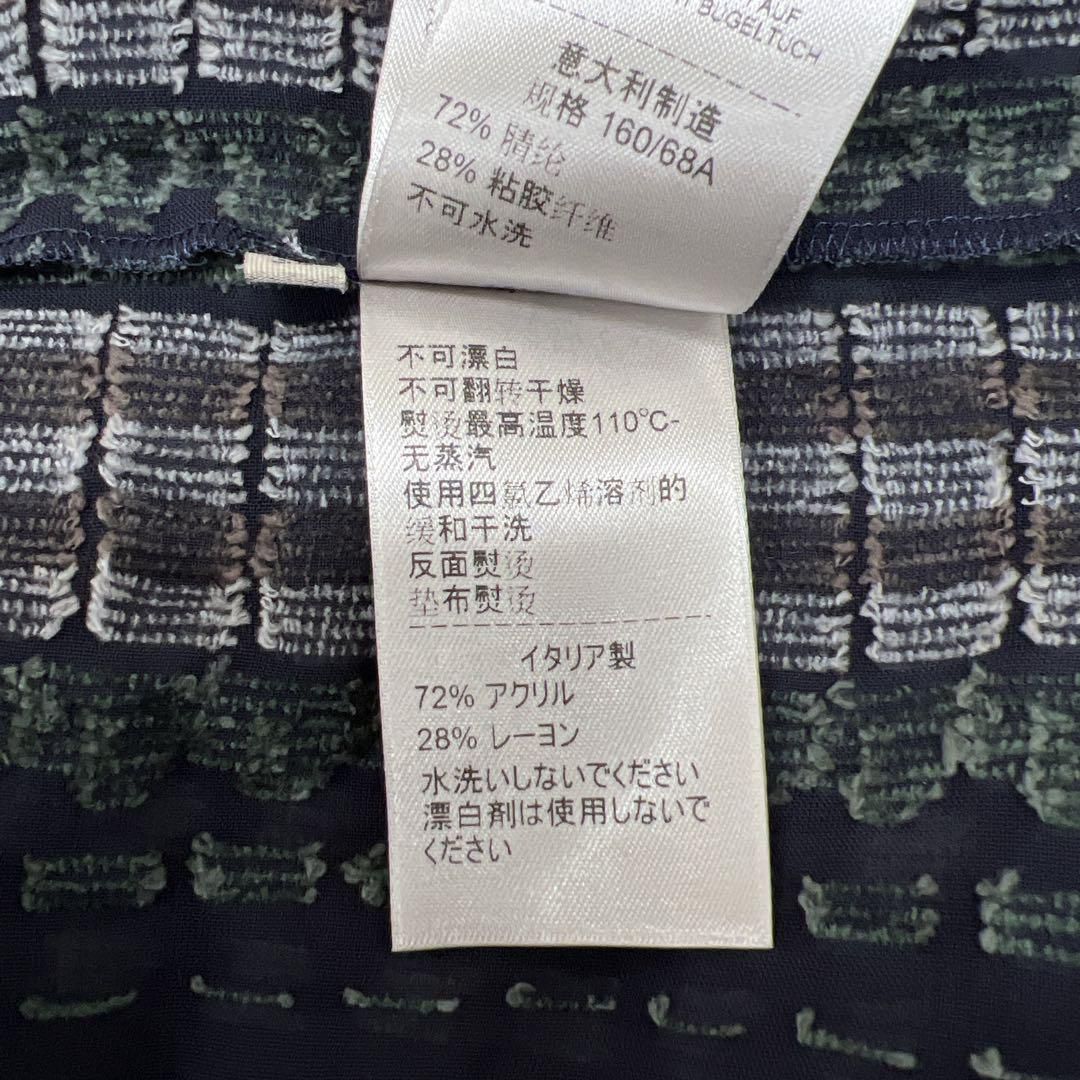 AUF
BÜGELTUCH
意大利制造
规格 160/68A
72% 腈纶
28% 粘胶纤维
不可水洗
不可漂白
不可翻转干燥
熨烫最高温度110°C-
无蒸汽
使用四氯乙烯溶剂的
缓和干洗
反面熨烫
垫布熨烫
イタリア製
72% アクリル
28% レーヨン
水洗いしないでください
漂白剤は使用しないで
ください